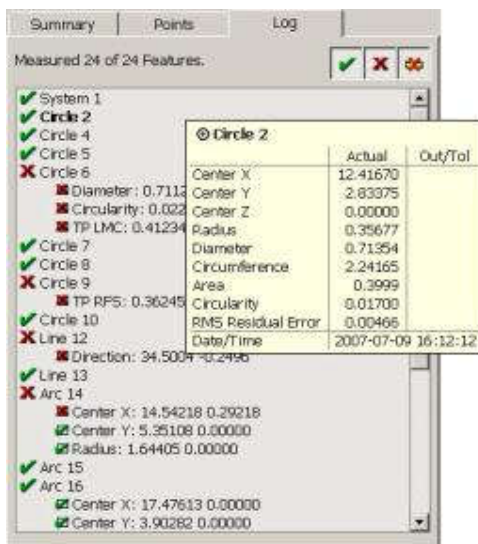 Summary Points Log
Measured 24 of 24 Features.
System 1
Circle 2
Circle 4
Circle 5
Circle 6
Diameter: 0.7112
Circularity: 0.022
TP LMC: 0.41234
Circle 7
Circle 8
Circle 9
TP RFS: 0.36245
Circle 10
Line 12
Direction: 34.5004 -0.2496
Line 13
Arc 14
Center X: 14.54218 0.29218
Center Y: 5.35108 0.00000
Radius: 1.64405 0.00000
Arc 15
Arc 16
Center X: 17.47613 0.00000
Center Y: 3.90282 0.00000
Circle 2
Actual Out/Tol
Center X 12.41670
Center Y 2.83375
Center Z 0.00000
Radius 0.35677
Diameter 0.71354
Circumference 2.24165
Area 0.3999
Circularity 0.01700
RMS Residual Error 0.00466
Date/Time 2007-07-09 16:12:12